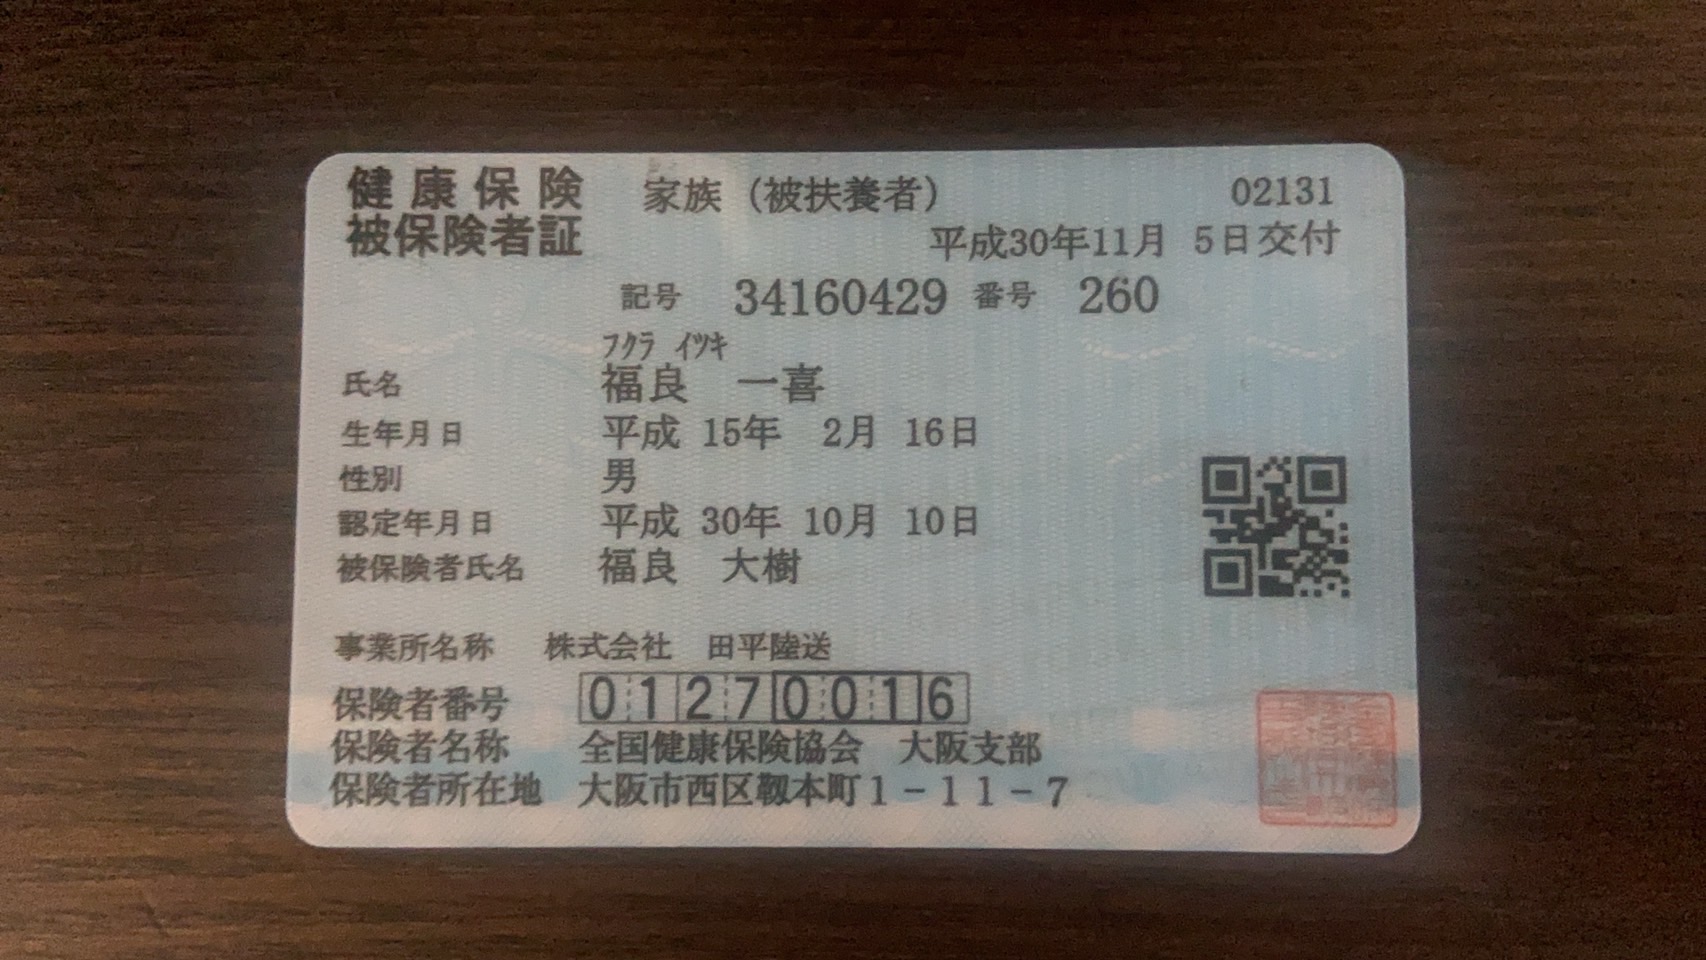 健康保険 家族（被扶養者） 02131
被保険者証 平成30年11月 5日交付
記号 34160429 番号 260
ﾌｸﾗ ｲﾂｷ
氏名 福良 一喜
生年月日 平成 15年 2月 16日
性別 男
認定年月日 平成 30年 10月 10日
被保険者氏名 福良 大樹
事業所名称 株式会社 田平陸送
保険者番号 01270016
保険者名称 全国健康保険協会 大阪支部
保険者所在地 大阪市西区靱本町1－11－7